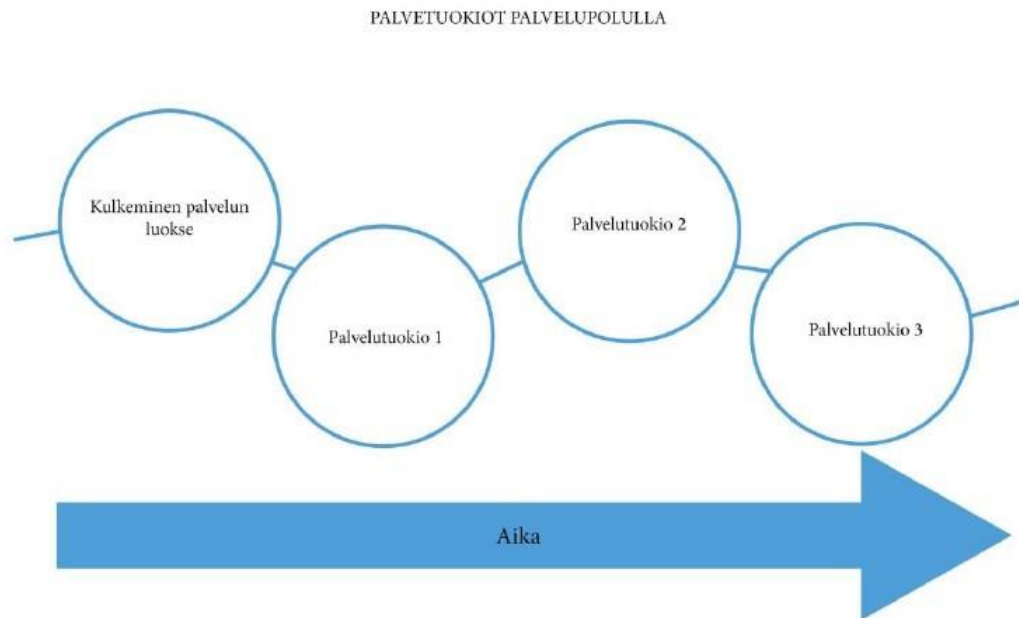 PALVETUOKIOT PALVELUPOLULLA
Kulkeminen palvelun
luokse
Palvelutuokio 1
Palvelutuokio 2
Palvelutuokio 3
Aika